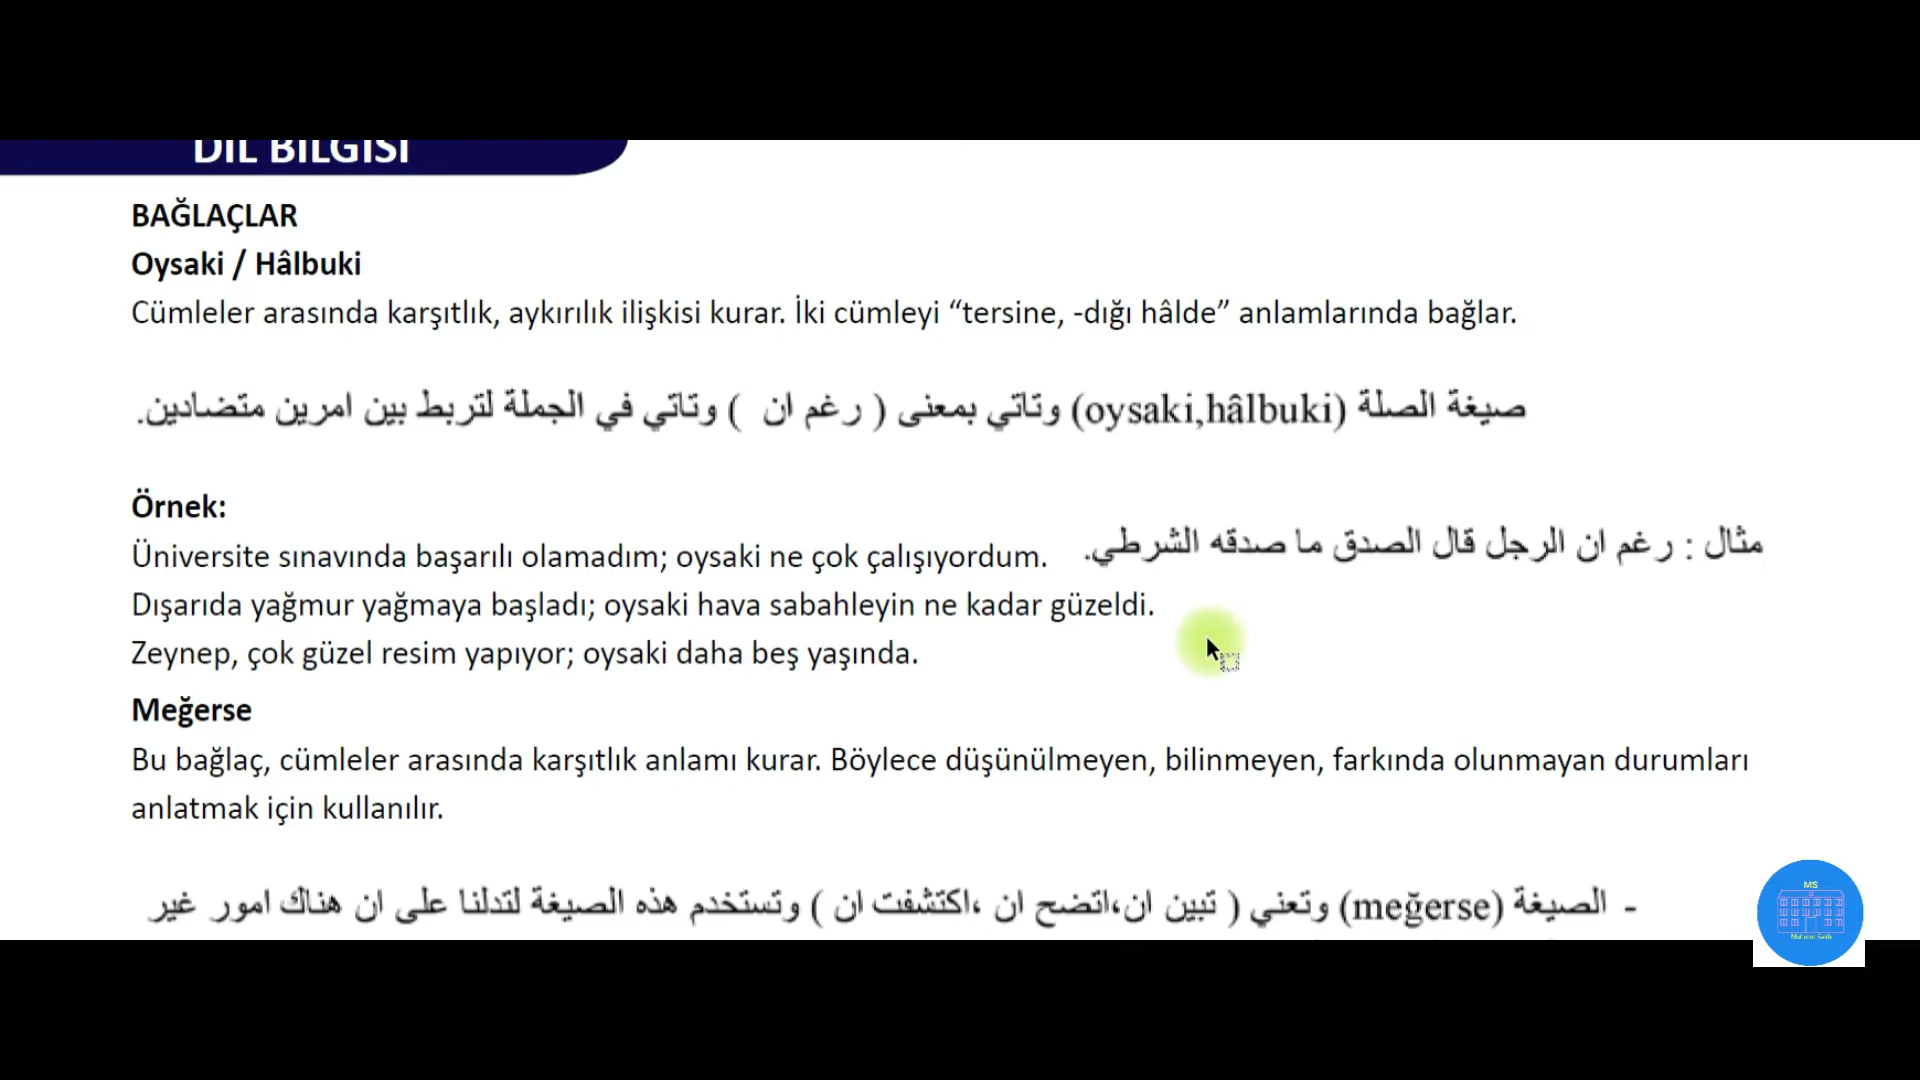 DİL BİLGİSİ
BAĞLAÇLAR
Oysaki / Hâlbuki
Cümleler arasında karşıtlık, aykırılık ilişkisi kurar. İki cümleyi “tersine, -dığı hâlde” anlamlarında bağlar.
صيغة الصلة (oysaki,hâlbuki) وتاتي بمعنى ( رغم ان ) وتاتي في الجملة لتربط بين امرين متضادين.
Örnek:
مثال : رغم ان الرجل قال الصدق ما صدقه الشرطي.
Üniversite sınavında başarılı olamadım; oysaki ne çok çalışıyordum.
Dışarıda yağmur yağmaya başladı; oysaki hava sabahleyin ne kadar güzeldi.
Zeynep, çok güzel resim yapıyor; oysaki daha beş yaşında.
Meğerse
Bu bağlaç, cümleler arasında karşıtlık anlamı kurar. Böylece düşünülmeyen, bilinmeyen, farkında olunmayan durumları
anlatmak için kullanılır.
- الصيغة (meğerse) وتعني ( تبين ان،اتضح ان ،اكتشفت ان ) وتستخدم هذه الصيغة لتدلنا على ان هناك امور غير
MS